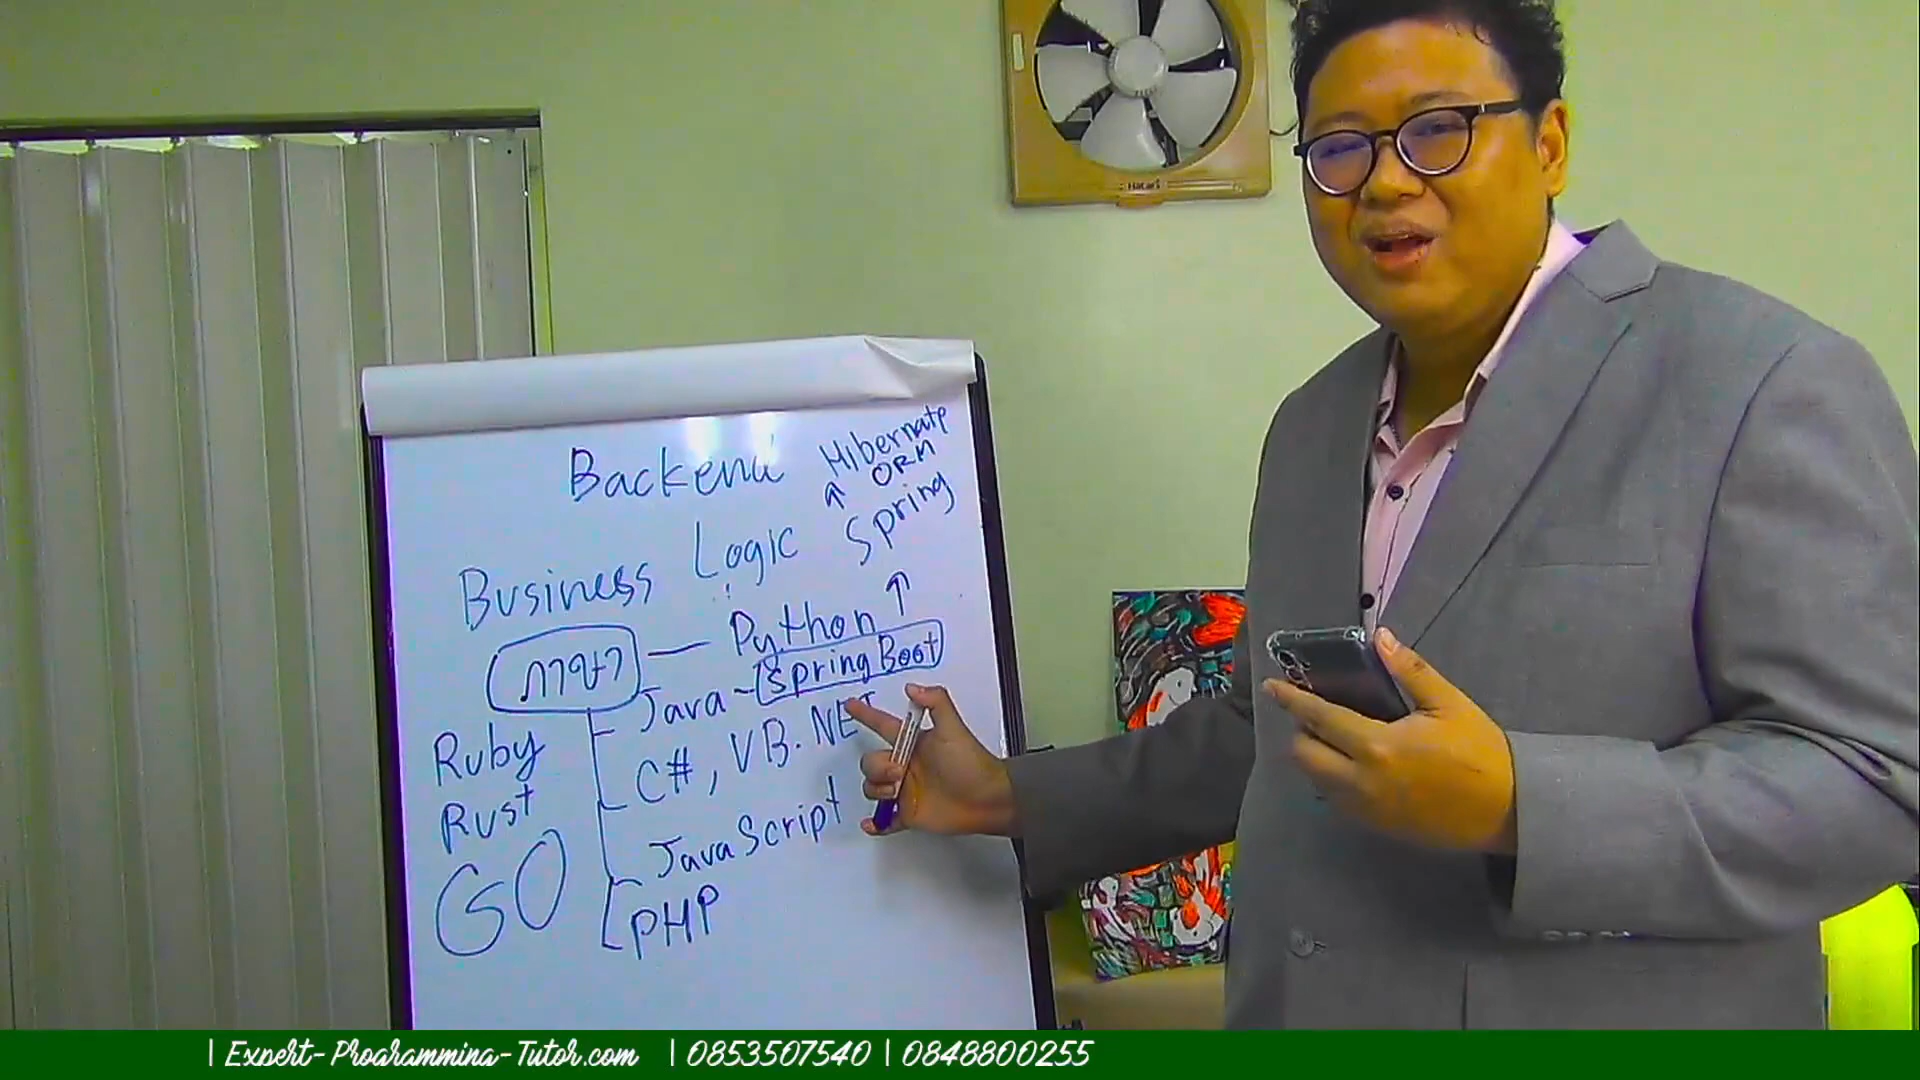 Hatari
Backend
Hibernate
ORM
↑
Spring
↑
Business Logic
ภาษา — Python
Java - Spring Boot
C#, VB.NET
JavaScript
PHP
Ruby
Rust
GO
| Expert-Programming-Tutor.com | 0853507540 | 0848800255